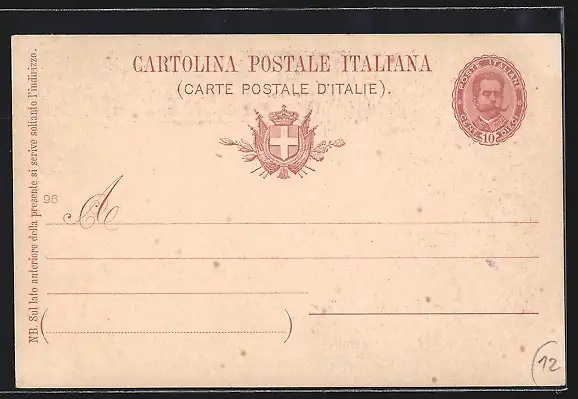 CARTOLINA POSTALE ITALIANA
(CARTE POSTALE D'ITALIE).
POSTE ITALIANE
CENT. 10 DIECI
96
A
NB. Sul lato anteriore della presente si scrive soltanto l'indirizzo.
12